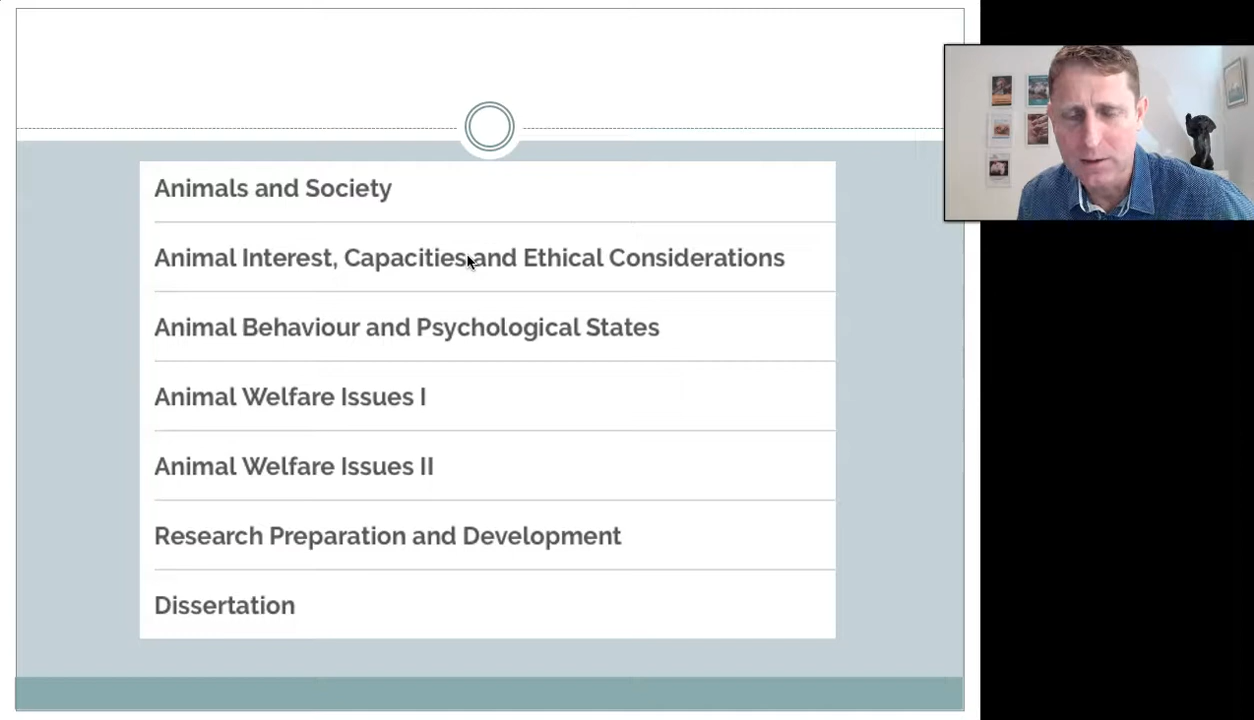 Animals and Society
Animal Interest, Capacities and Ethical Considerations
Animal Behaviour and Psychological States
Animal Welfare Issues I
Animal Welfare Issues II
Research Preparation and Development
Dissertation